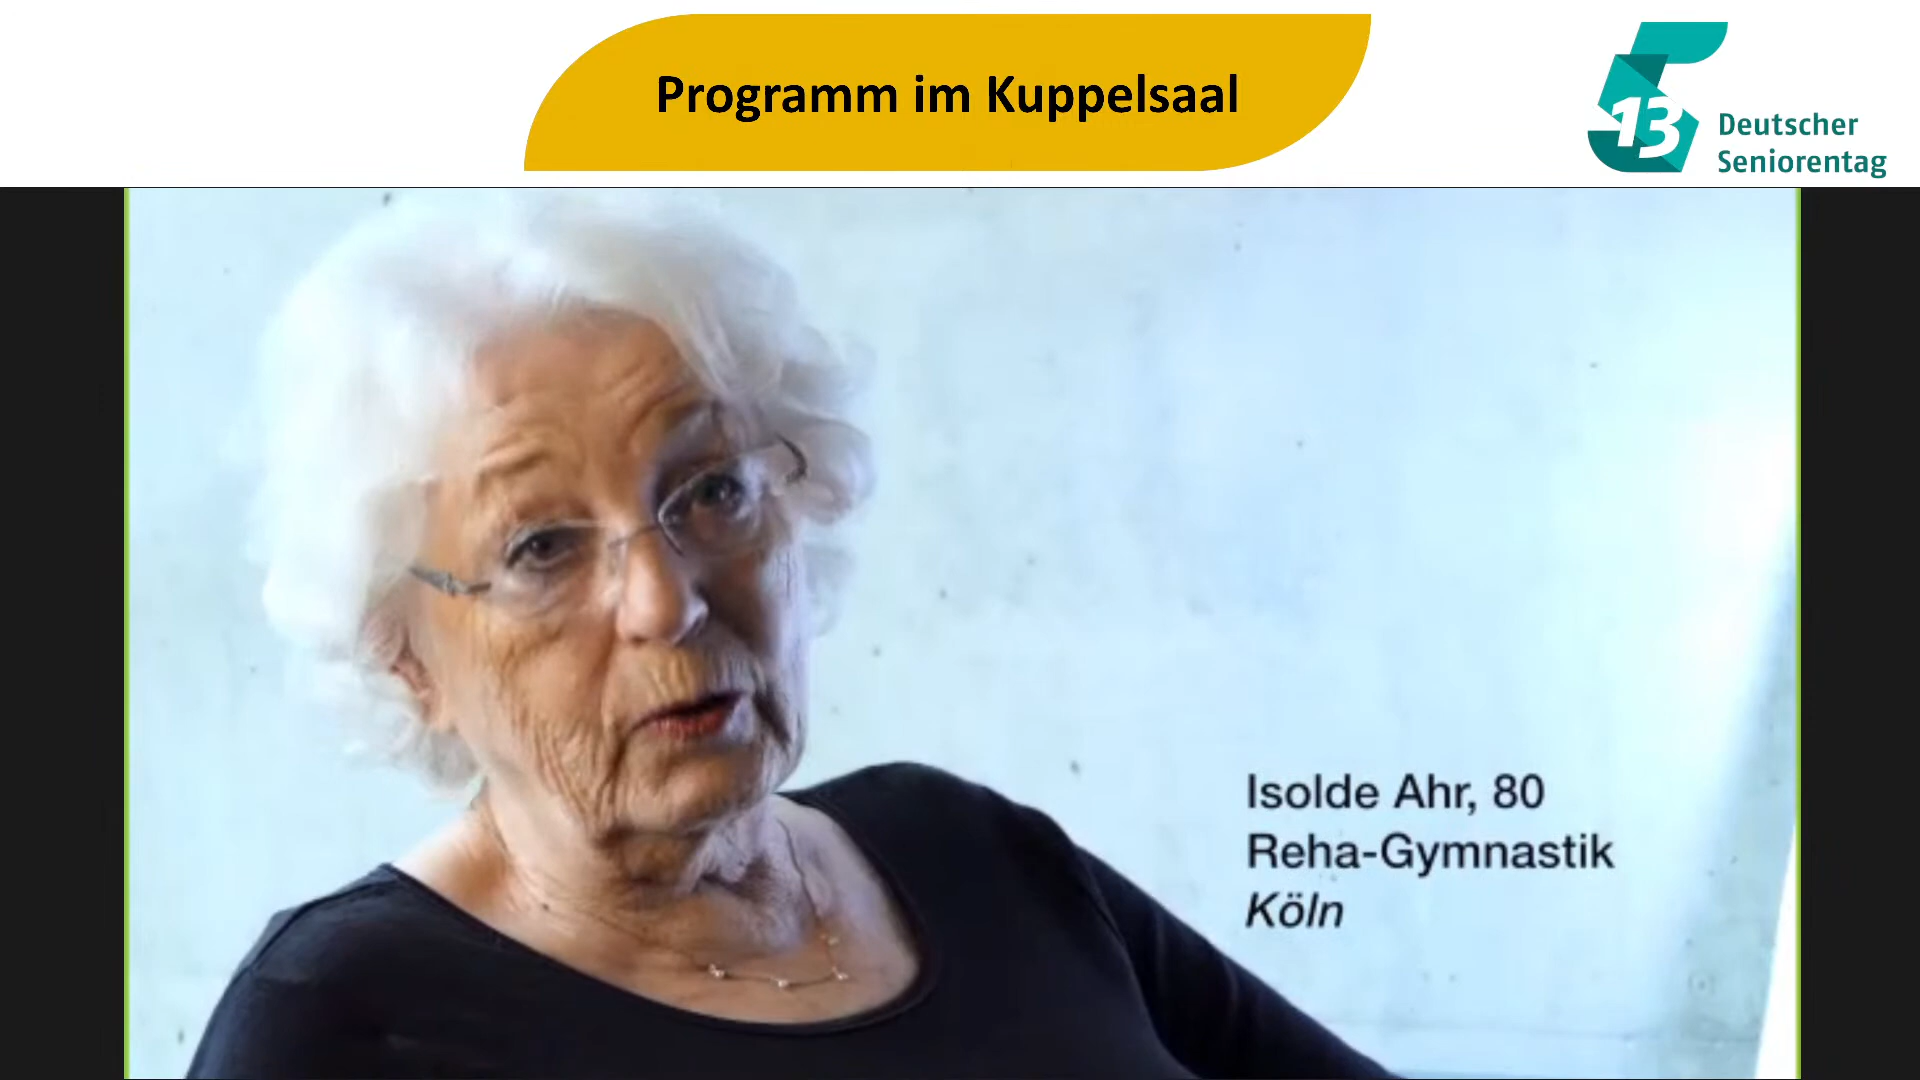 Programm im Kuppelsaal
13
Deutscher
Seniorentag
Isolde Ahr, 80
Reha-Gymnastik
Köln